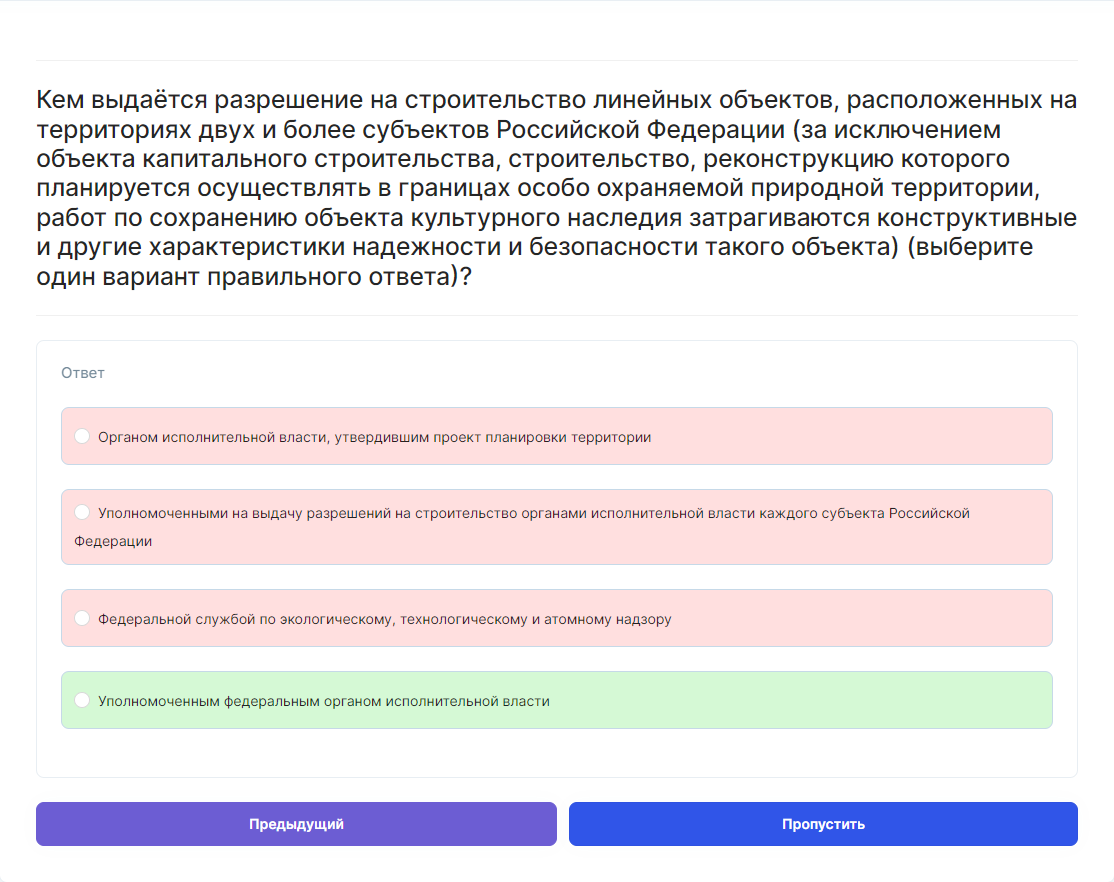 Кем выдаётся разрешение на строительство линейных объектов, расположенных на
территориях двух и более субъектов Российской Федерации (за исключением
объекта капитального строительства, строительство, реконструкцию которого
планируется осуществлять в границах особо охраняемой природной территории,
работ по сохранению объекта культурного наследия затрагиваются конструктивные
и другие характеристики надежности и безопасности такого объекта) (выберите
один вариант правильного ответа)?
Ответ
Органом исполнительной власти, утвердившим проект планировки территории
Уполномоченными на выдачу разрешений на строительство органами исполнительной власти каждого субъекта Российской
Федерации
Федеральной службой по экологическому, технологическому и атомному надзору
Уполномоченным федеральным органом исполнительной власти
Предыдущий
Пропустить